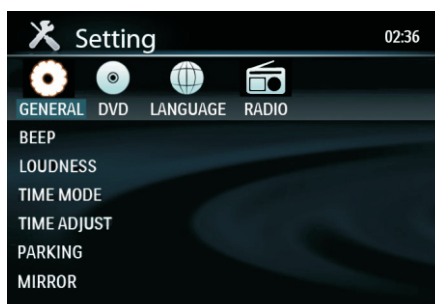 Setting 02:36
GENERAL DVD LANGUAGE RADIO
BEEP
LOUDNESS
TIME MODE
TIME ADJUST
PARKING
MIRROR